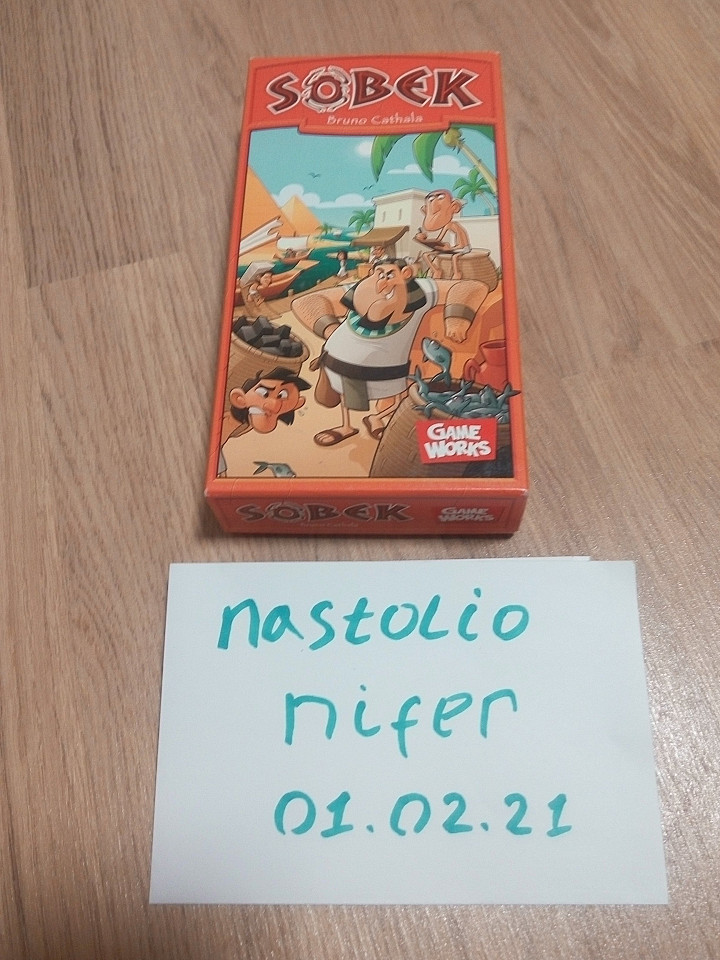 SOBEK
Bruno Cathala
GAME
WORKS
SOBEK
Bruno Cathala
GAME
WORKS
nastolio
nifer
01.02.21